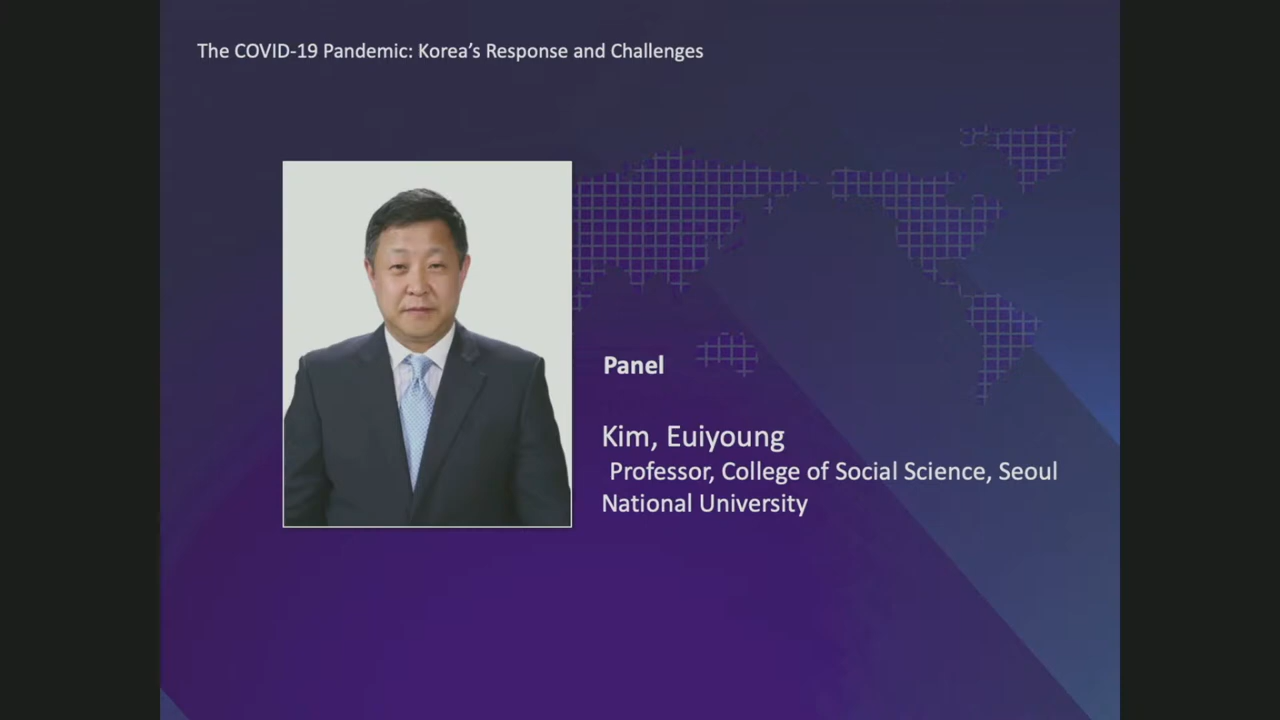 The COVID-19 Pandemic: Korea’s Response and Challenges
Panel
Kim, Euiyoung
Professor, College of Social Science, Seoul
National University